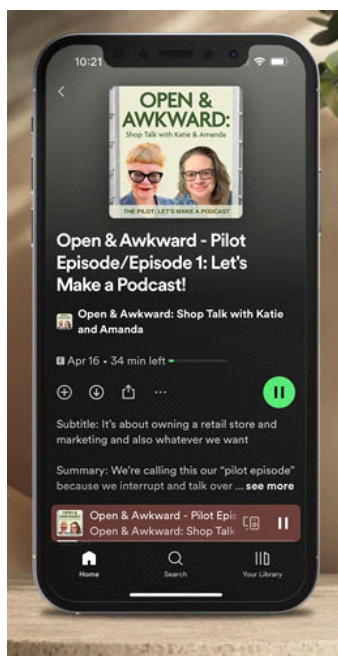 10:21
OPEN &
AWKWARD:
Shop Talk with Katie & Amanda
THE PILOT: LET'S MAKE A PODCAST
Open & Awkward - Pilot
Episode/Episode 1: Let's
Make a Podcast!
Open & Awkward: Shop Talk with Katie
and Amanda
E Apr 16 • 34 min left
Subtitle: It's about owning a retail store and
marketing and also whatever we want
Summary: We're calling this our “pilot episode”
because we interrupt and talk over ... see more
Open & Awkward - Pilot Epis
Open & Awkward: Shop Talk
Home
Search
Your Library